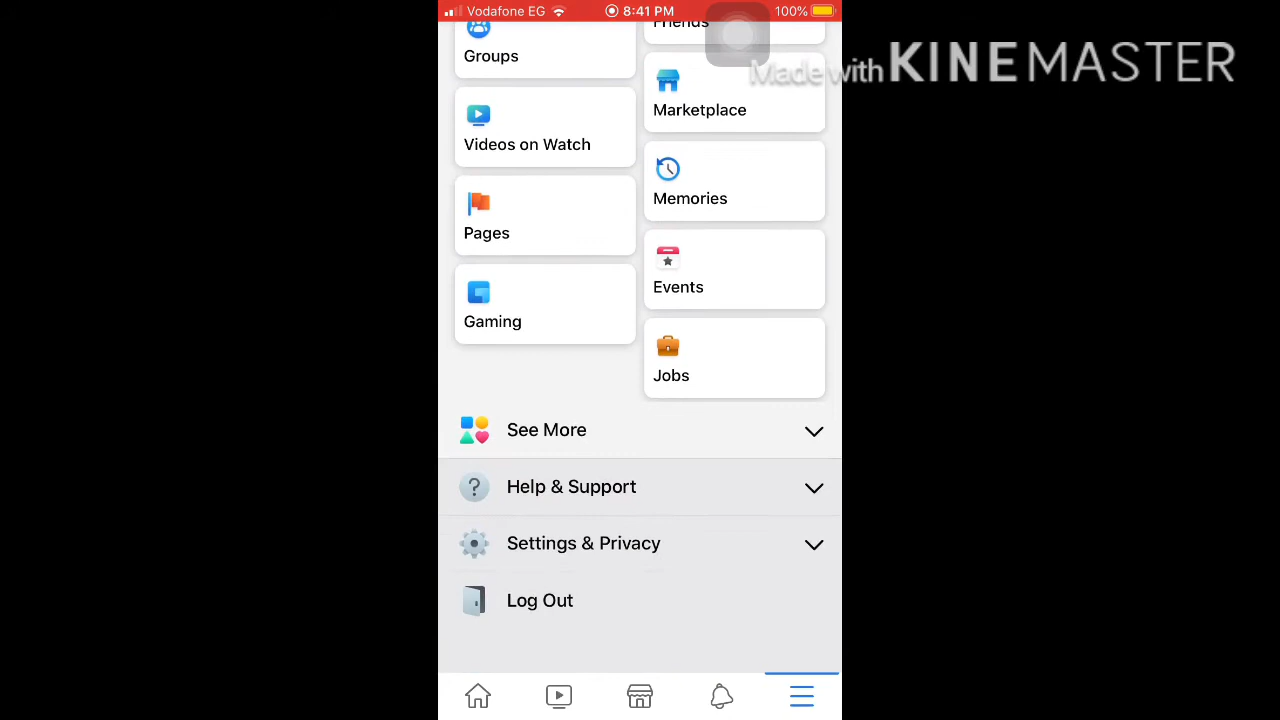 Vodafone EG 8:41 PM 100%
Friends
Groups
Made with KINEMASTER
Marketplace
Videos on Watch
Memories
Pages
Events
Gaming
Jobs
See More
Help & Support
Settings & Privacy
Log Out